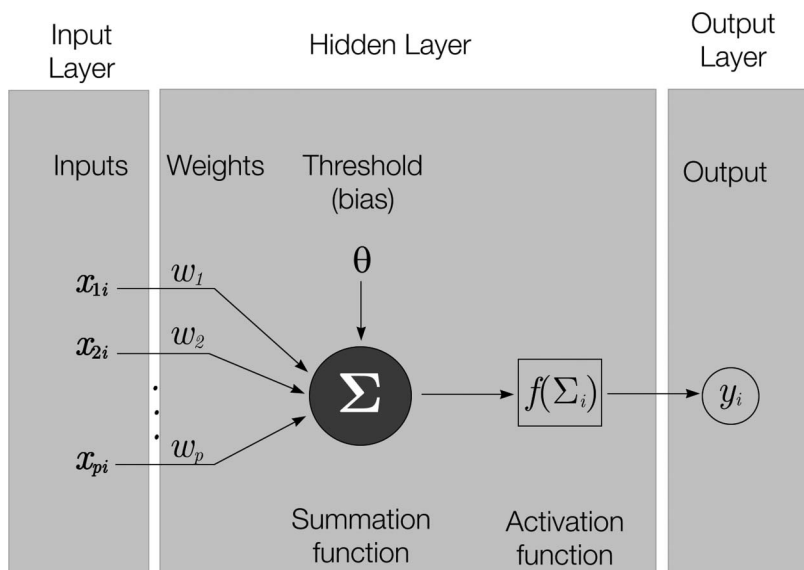 Input
Layer
Hidden Layer
Output
Layer
Inputs
Weights
Threshold
(bias)
Output
θ
x₁ᵢ
w₁
x₂ᵢ
w₂
Σ
f(Σᵢ)
yᵢ
xₚᵢ
wₚ
Summation
function
Activation
function